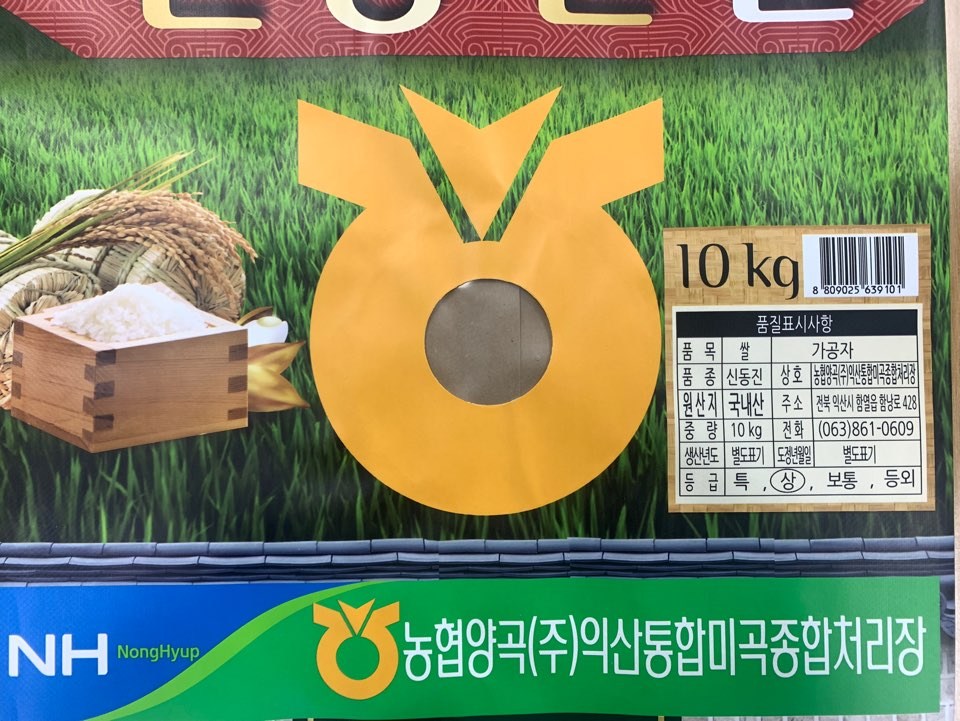 10 kg
8 809025 639101
품질표시사항
품 목 쌀 가공자
품 종 신동진 상 호 농협양곡(주)익산통합미곡종합처리장
원산지 국내산 주 소 전북 익산시 함열읍 함낭로 428
중 량 10 kg 전화 (063)861-0609
생산년도 별도표기 도정년월일 별도표기
등 급 특 , 상 , 보통 , 등외
NH NongHyup 농협양곡(주)익산통합미곡종합처리장